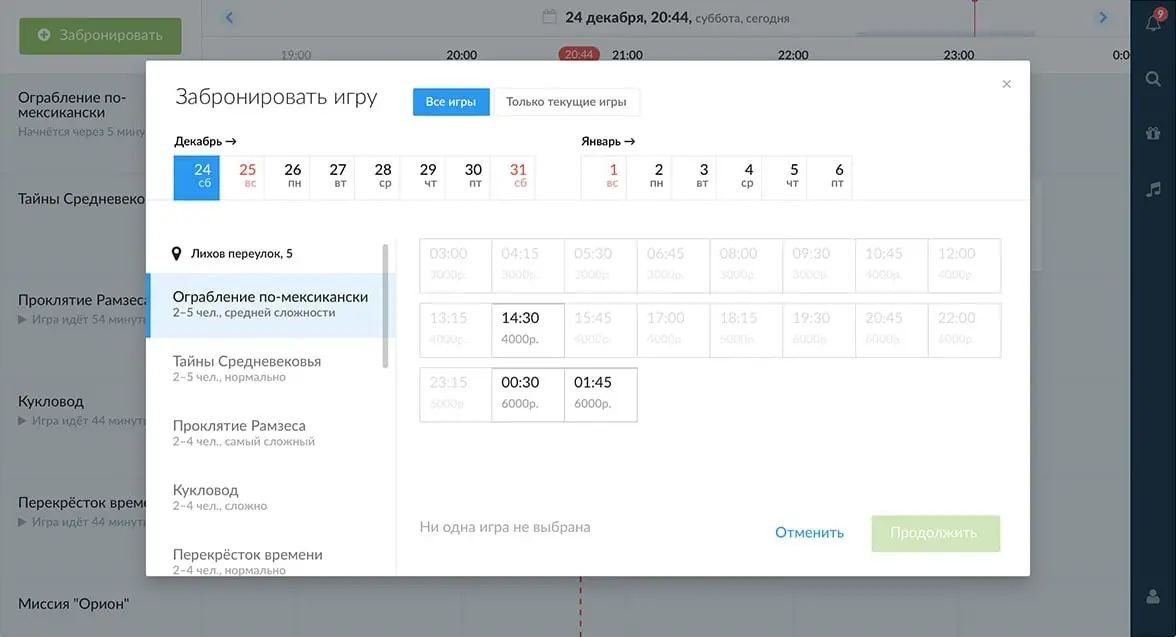 Забронировать
24 декабря, 20:44, суббота, сегодня
9
19:00 20:00 20:44 21:00 22:00 23:00 0:0
Ограбление по-
мексикански
Начнётся через 5 мину
Тайны Средневеко
Проклятие Рамзеса
Игра идёт 54 минут
Кукловод
Игра идёт 44 минут
Перекрёсток време
Игра идёт 44 минут
Миссия "Орион"
Забронировать игру
Все игры
Только текущие игры
×
Декабрь → Январь →
24 25 26 27 28 29 30 31 1 2 3 4 5 6
сб вс пн вт ср чт пт сб вс пн вт ср чт пт
Лихов переулок, 5
Ограбление по-мексикански
2–5 чел., средней сложности
Тайны Средневековья
2–5 чел., нормально
Проклятие Рамзеса
2–4 чел., самый сложный
Кукловод
2–4 чел., сложно
Перекрёсток времени
2–4 чел., нормально
03:00 04:15 05:30 06:45 08:00 09:30 10:45 12:00
3000р. 3000р. 3000р. 3000р. 3000р. 3000р. 4000р. 4000р.
13:15 14:30 15:45 17:00 18:15 19:30 20:45 22:00
4000р. 4000р. 4000р. 4000р. 5000р. 6000р. 6000р. 6000р.
23:15 00:30 01:45
6000р. 6000р. 6000р.
Ни одна игра не выбрана
Отменить
Продолжить